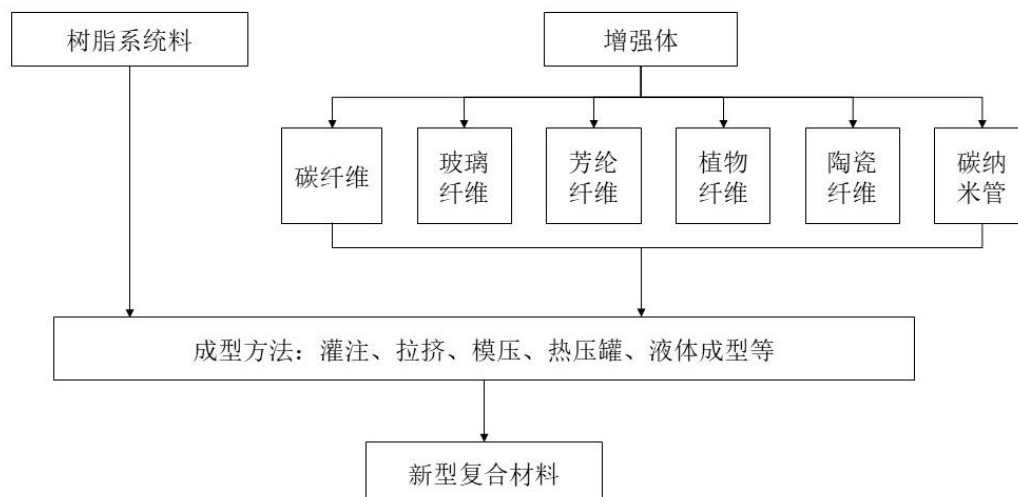 树脂系统料
增强体
碳纤维
玻璃
纤维
芳纶
纤维
植物
纤维
陶瓷
纤维
碳纳
米管
成型方法：灌注、拉挤、模压、热压罐、液体成型等
新型复合材料